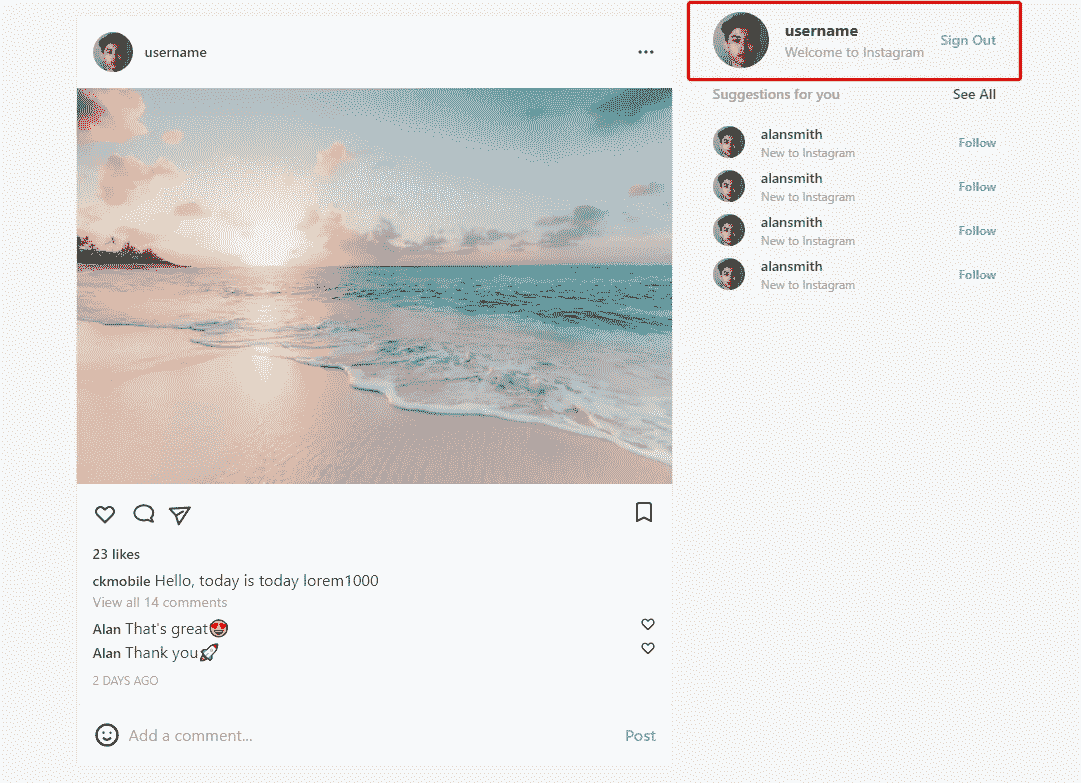 username
23 likes
ckmobile Hello, today is today lorem1000
View all 14 comments
Alan That's great😍
Alan Thank you🚀
2 DAYS AGO
Add a comment... Post
username
Welcome to Instagram
Sign Out
Suggestions for you See All
alansmith
New to Instagram
Follow
alansmith
New to Instagram
Follow
alansmith
New to Instagram
Follow
alansmith
New to Instagram
Follow